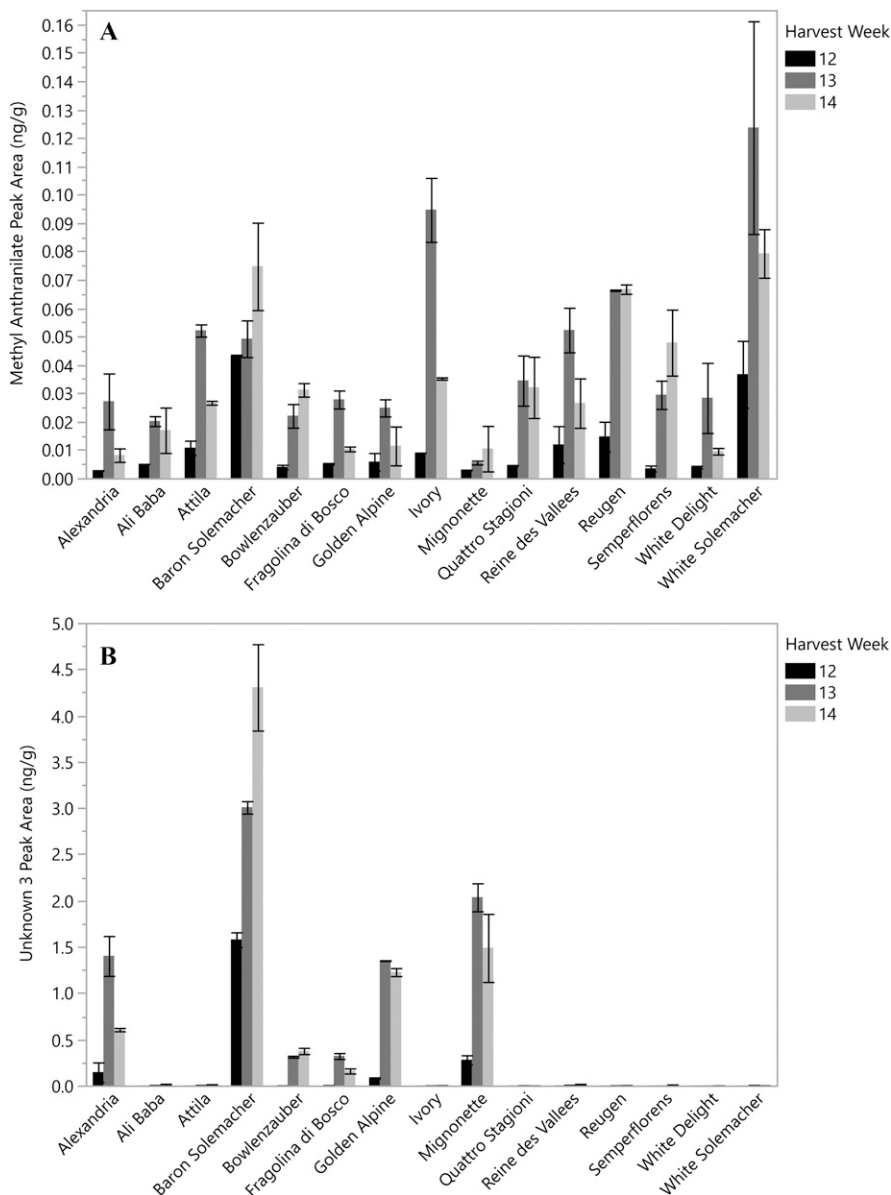 A
Methyl Anthranilate Peak Area (ng/g)
0.16
0.15
0.14
0.13
0.12
0.11
0.10
0.09
0.08
0.07
0.06
0.05
0.04
0.03
0.02
0.01
0.00
Alexandria
Ali Baba
Attila
Baron Solemacher
Bowlenzauber
Fragolina di Bosco
Golden Alpine
Ivory
Mignonette
Quattro Stagioni
Reine des Vallees
Reugen
Semperflorens
White Delight
White Solemacher
Harvest Week
12
13
14
B
Unknown 3 Peak Area (ng/g)
5.0
4.5
4.0
3.5
3.0
2.5
2.0
1.5
1.0
0.5
0.0
Alexandria
Ali Baba
Attila
Baron Solemacher
Bowlenzauber
Fragolina di Bosco
Golden Alpine
Ivory
Mignonette
Quattro Stagioni
Reine des Vallees
Reugen
Semperflorens
White Delight
White Solemacher
Harvest Week
12
13
14